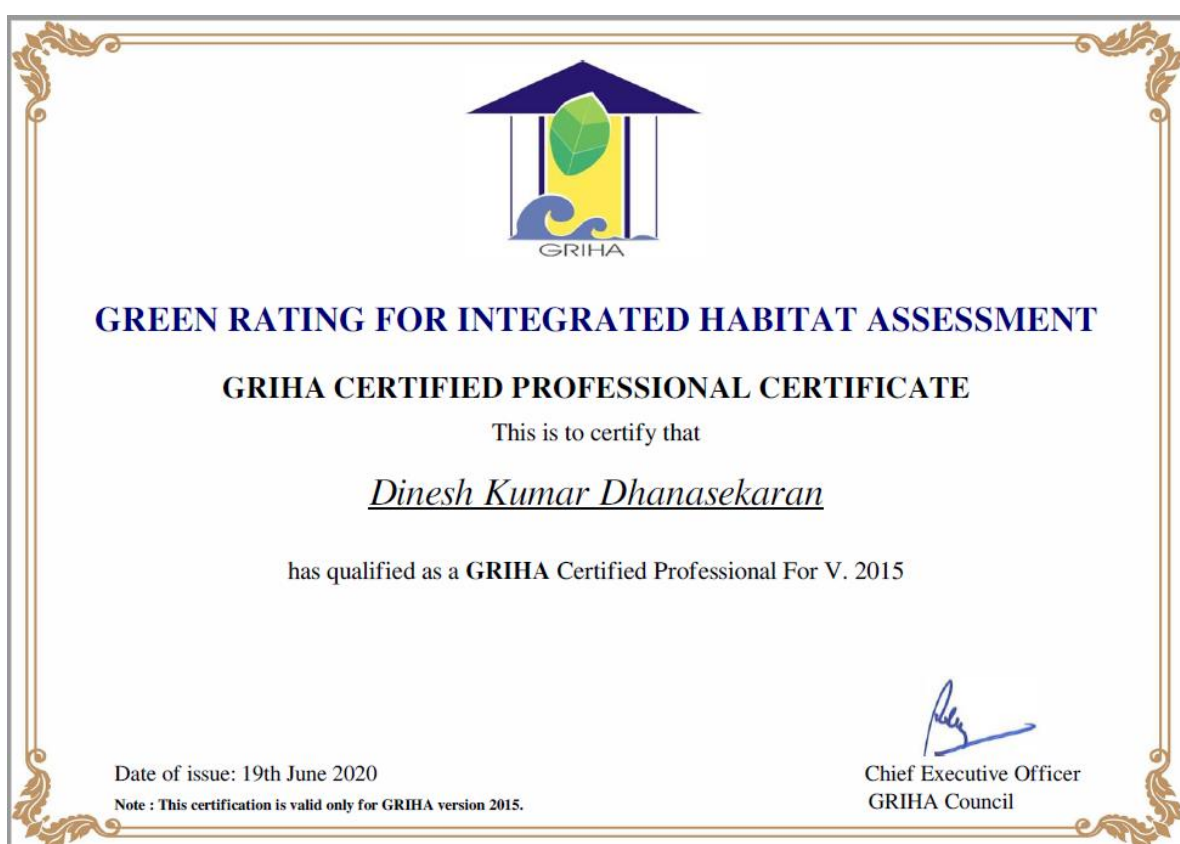 GRIHA
GREEN RATING FOR INTEGRATED HABITAT ASSESSMENT
GRIHA CERTIFIED PROFESSIONAL CERTIFICATE
This is to certify that
Dinesh Kumar Dhanasekaran
has qualified as a GRIHA Certified Professional For V. 2015
Date of issue: 19th June 2020
Note : This certification is valid only for GRIHA version 2015.
Chief Executive Officer
GRIHA Council